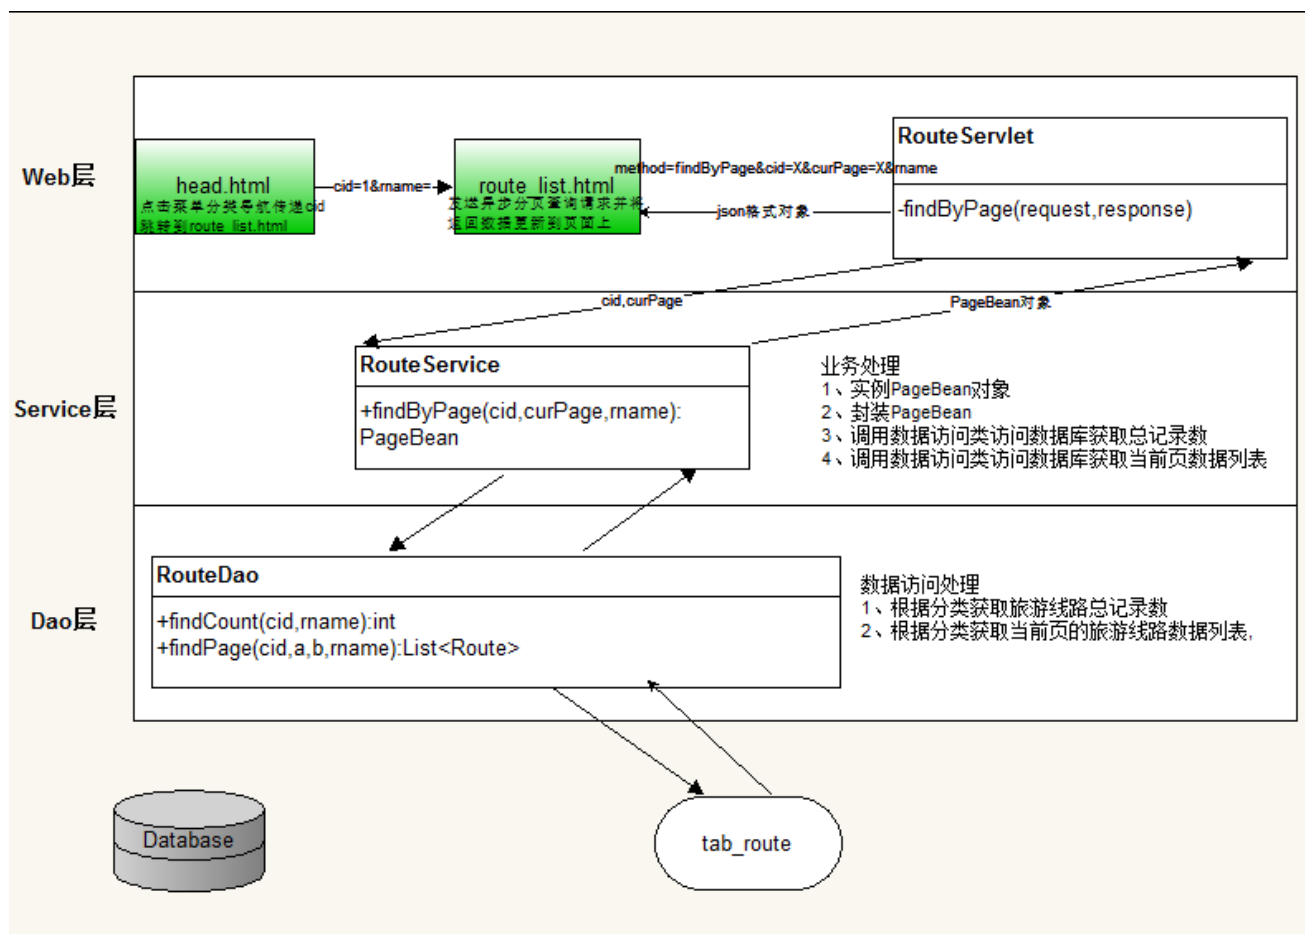 Web层
head.html
点击菜单分类导航传递cid
跳转到route_list.html
cid=1&rname=
route_list.html
发送异步分页查询请求并将
返回数据更新到页面上
method=findByPage&cid=X&curPage=X&rname
json格式对象
RouteServlet
-findByPage(request,response)
cid,curPage
PageBean对象
Service层
RouteService
+findByPage(cid,curPage,rname):
PageBean
业务处理
1、实例PageBean对象
2、封装PageBean
3、调用数据访问类访问数据库获取总记录数
4、调用数据访问类访问数据库获取当前页数据列表
Dao层
RouteDao
+findCount(cid,rname):int
+findPage(cid,a,b,rname):List<Route>
数据访问处理
1、根据分类获取旅游线路总记录数
2、根据分类获取当前页的旅游线路数据列表,
Database
tab_route